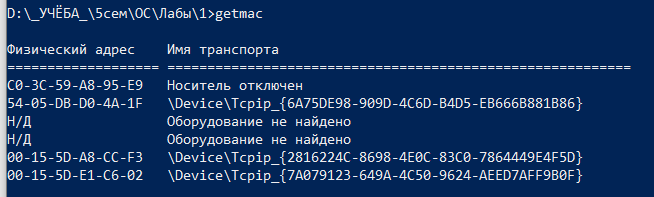 D:\_УЧЁБА_\5сем\ОС\Лабы\1>getmac
Физический адрес    Имя транспорта
=================== ==========================================================
C0-3C-59-A8-95-E9   Носитель отключен
54-05-DB-D0-4A-1F   \Device\Tcpip_{6A75DE98-909D-4C6D-B4D5-EB666B881B86}
Н/Д                 Оборудование не найдено
Н/Д                 Оборудование не найдено
00-15-5D-A8-CC-F3   \Device\Tcpip_{2816224C-8698-4E0C-83C0-7864449E4F5D}
00-15-5D-E1-C6-02   \Device\Tcpip_{7A079123-649A-4C50-9624-AEED7AFF9B0F}